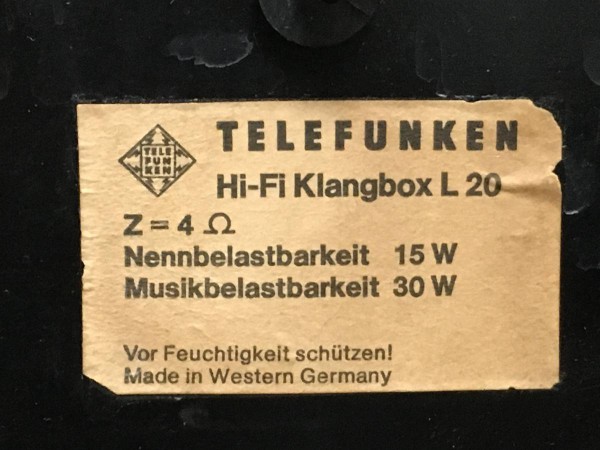 TELE
FUN
KEN
TELEFUNKEN
Hi-Fi Klangbox L 20
Z = 4 Ω
Nennbelastbarkeit 15 W
Musikbelastbarkeit 30 W
Vor Feuchtigkeit schützen!
Made in Western Germany